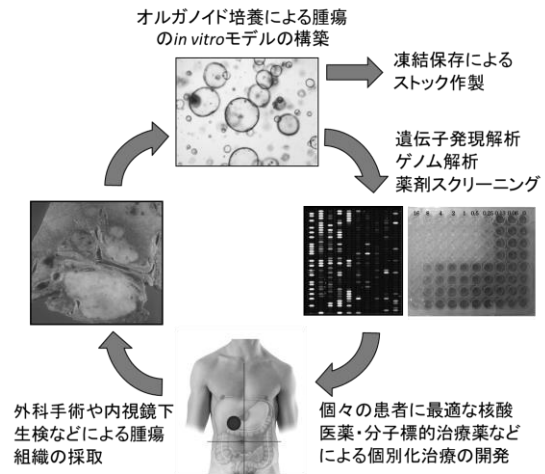 オルガノイド培養による腫瘍
のin vitroモデルの構築
凍結保存による
ストック作製
遺伝子発現解析
ゲノム解析
薬剤スクリーニング
外科手術や内視鏡下
生検などによる腫瘍
組織の採取
個々の患者に最適な核酸
医薬・分子標的治療薬など
による個別化治療の開発